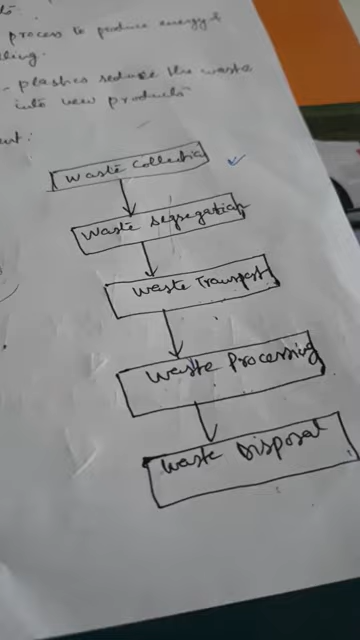 process to produce energy &
- plastics reduce the waste
into new products
Waste Collection
Waste Segregation
Waste Transport
Waste Processing
Waste Disposal